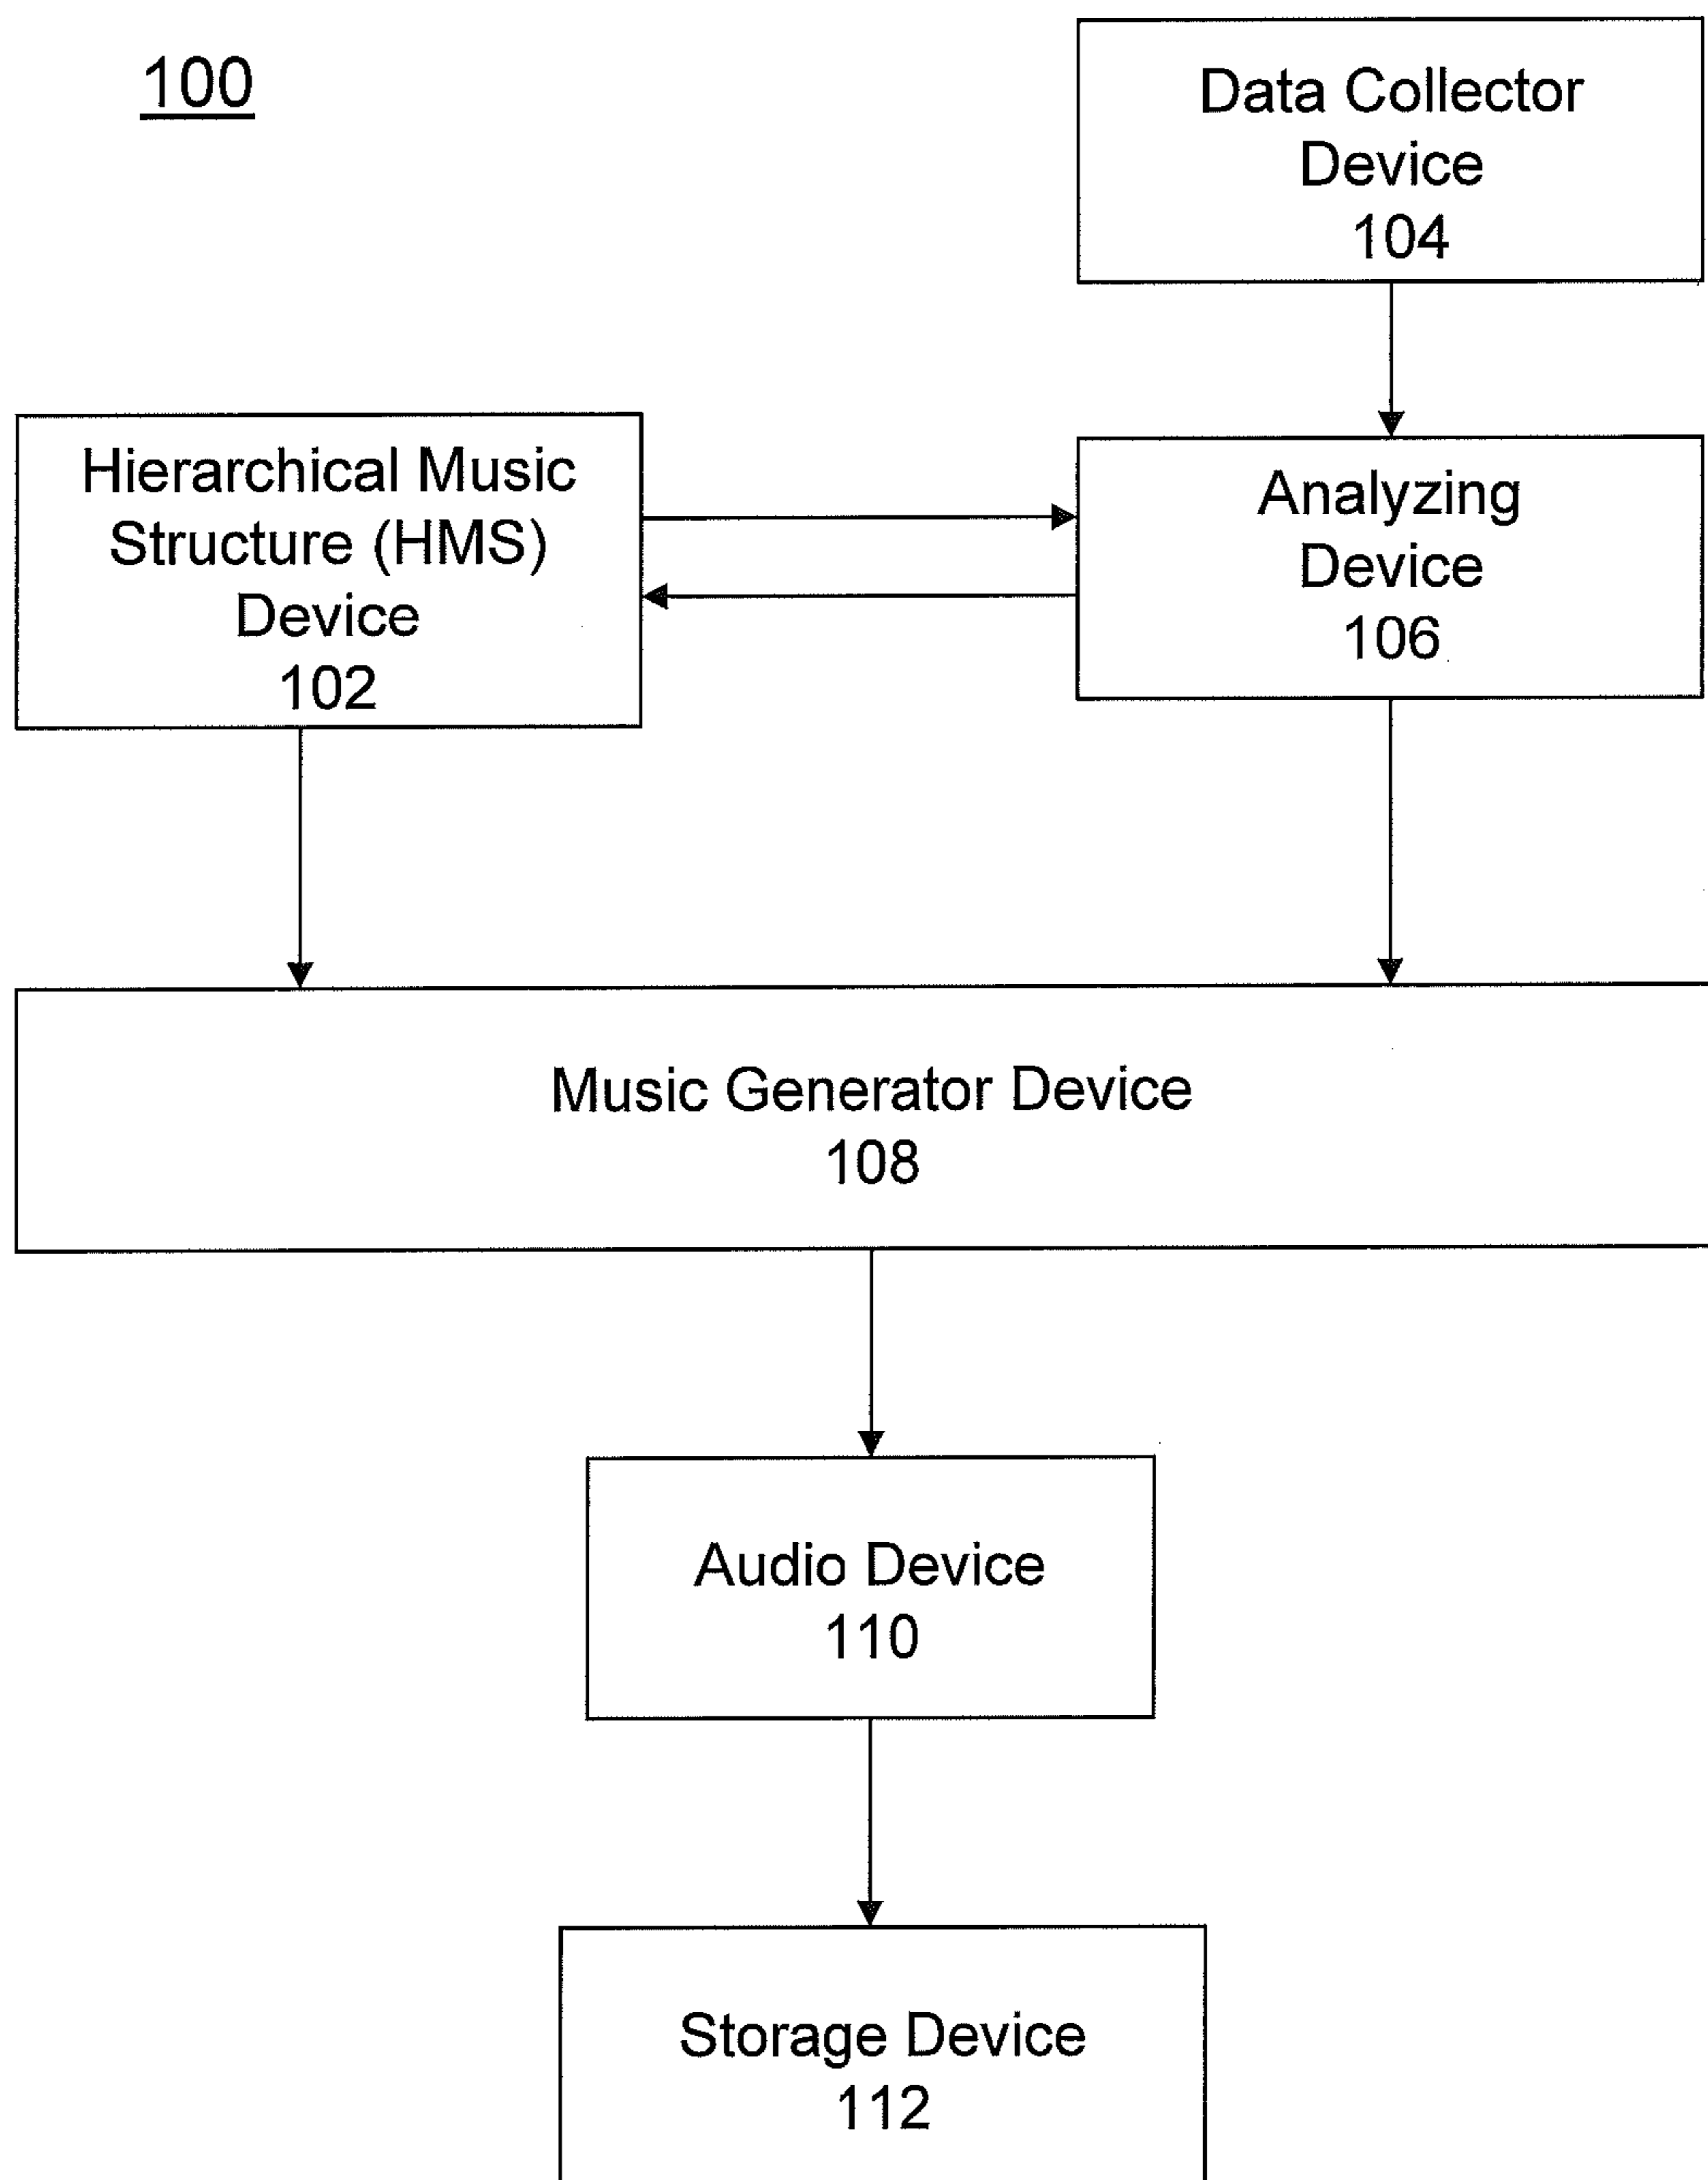 100
Data Collector
Device
104
Hierarchical Music
Structure (HMS)
Device
102
Analyzing
Device
106
Music Generator Device
108
Audio Device
110
Storage Device
112